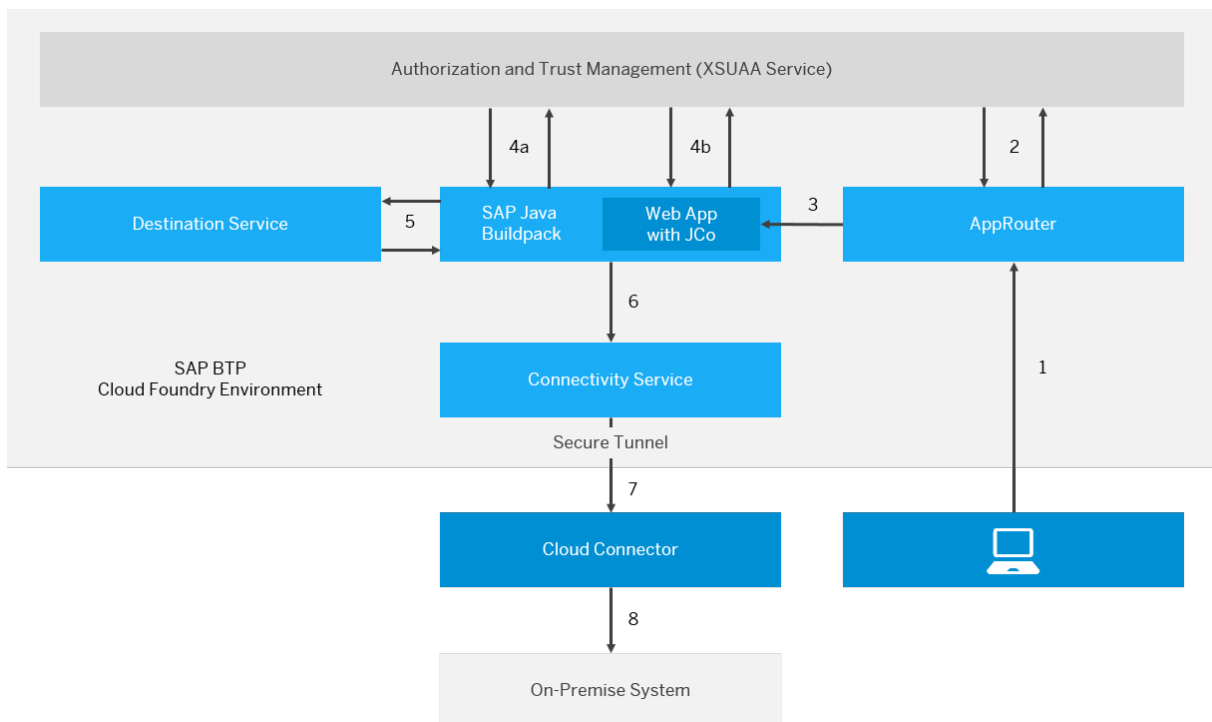 Authorization and Trust Management (XSUAA Service)
4a
4b
2
Destination Service
5
SAP Java
Buildpack
Web App
with JCo
3
AppRouter
6
SAP BTP
Cloud Foundry Environment
Connectivity Service
1
Secure Tunnel
7
Cloud Connector
8
On-Premise System